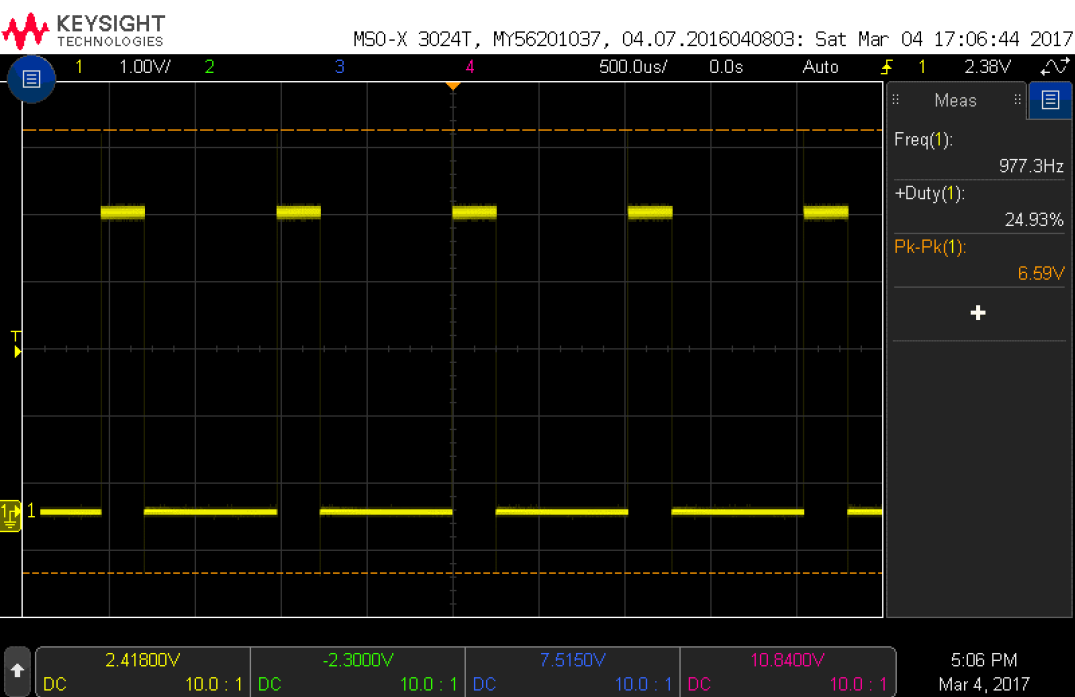 KEYSIGHT
TECHNOLOGIES
MSO-X 3024T, MY56201037, 04.07.2016040803: Sat Mar 04 17:06:44 2017
1 1.00V/ 2 3 4 500.0us/ 0.0s Auto 1 2.38V
Meas
Freq(1):
977.3Hz
+Duty(1):
24.93%
Pk-Pk(1):
6.59V
+
T
1 1
2.41800V -2.3000V 7.5150V 10.8400V
DC 10.0 : 1 DC 10.0 : 1 DC 10.0 : 1 DC 10.0 : 1
5:06 PM
Mar 4, 2017